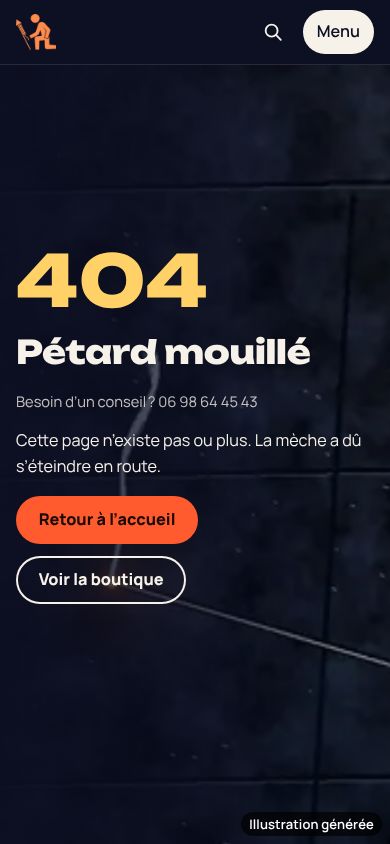 Menu
404
Pétard mouillé
Besoin d’un conseil ? 06 98 64 45 43
Cette page n’existe pas ou plus. La mèche a dû
s’éteindre en route.
Retour à l’accueil
Voir la boutique
Illustration générée